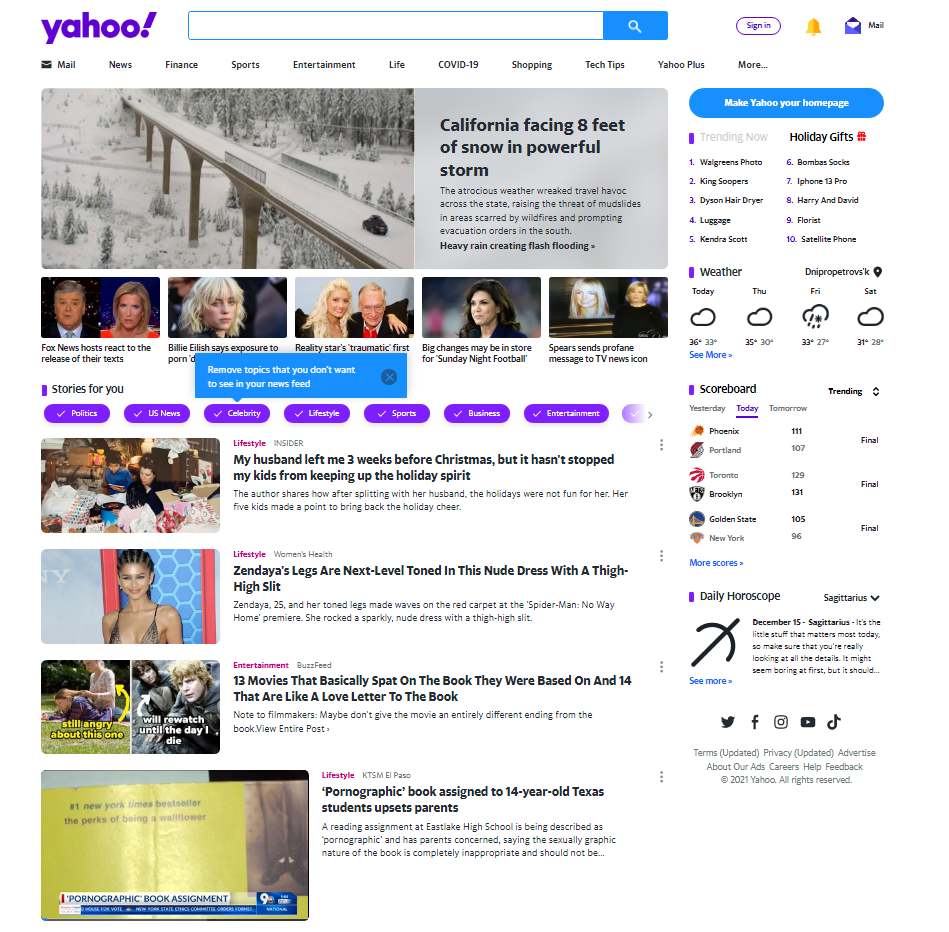 yahoo!
Sign in
Mail
Mail
News
Finance
Sports
Entertainment
Life
COVID-19
Shopping
Tech Tips
Yahoo Plus
More...
California facing 8 feet
of snow in powerful
storm
The atrocious weather wreaked travel havoc
across the state, raising the threat of mudslides
in areas scarred by wildfires and prompting
evacuation orders in the south.
Heavy rain creating flash flooding »
Fox News hosts react to the
release of their texts
Billie Eilish says exposure to
porn 'd
Reality star's 'traumatic' first
Big changes may be in store
for 'Sunday Night Football'
Spears sends profane
message to TV news icon
Remove topics that you don't want
to see in your news feed
Stories for you
Politics
US News
Celebrity
Lifestyle
Sports
Business
Entertainment
Lifestyle INSIDER
My husband left me 3 weeks before Christmas, but it hasn't stopped
my kids from keeping up the holiday spirit
The author shares how after splitting with her husband, the holidays were not fun for her. Her
five kids made a point to bring back the holiday cheer.
NY
Lifestyle Women's Health
Zendaya's Legs Are Next-Level Toned In This Nude Dress With A Thigh-
High Slit
Zendaya, 25, and her toned legs made waves on the red carpet at the 'Spider-Man: No Way
Home' premiere. She rocked a sparkly, nude dress with a thigh-high slit.
still angry
about this one
will rewatch
until the day I
die
Entertainment BuzzFeed
13 Movies That Basically Spat On The Book They Were Based On And 14
That Are Like A Love Letter To The Book
Note to filmmakers: Maybe don't give the movie an entirely different ending from the
book.View Entire Post ›
#1 new york times bestseller
the perks of being a wallflower
'PORNOGRAPHIC' BOOK ASSIGNMENT
HOUSE FOR VOTE
NEW YORK STATE ETHICS COMMITTEE ORDERS FORMER
9
NATIONAL
Lifestyle KTSM El Paso
'Pornographic' book assigned to 14-year-old Texas
students upsets parents
A reading assignment at Eastlake High School is being described as
'pornographic' and has parents concerned, saying the sexually graphic
nature of the book is completely inappropriate and should not be...
Make Yahoo your homepage
Trending Now
Holiday Gifts
1. Walgreens Photo
2. King Soopers
3. Dyson Hair Dryer
4. Luggage
5. Kendra Scott
6. Bombas Socks
7. Iphone 13 Pro
8. Harry And David
9. Florist
10. Satellite Phone
Weather
Dnipropetrovs'k
Today
Thu
Fri
Sat
36° 33°
35° 30°
33° 27°
31° 28°
See More »
Scoreboard
Trending
Yesterday
Today
Tomorrow
Phoenix 111
Portland 107
Final
Toronto 129
Brooklyn 131
Final
Golden State 105
New York 96
Final
More scores »
Daily Horoscope
Sagittarius
December 15 - Sagittarius - It's the
little stuff that matters most today,
so make sure that you're really
looking at all the details. It might
seem boring at first, but it should...
See more »
Terms (Updated) Privacy (Updated) Advertise
About Our Ads Careers Help Feedback
© 2021 Yahoo. All rights reserved.